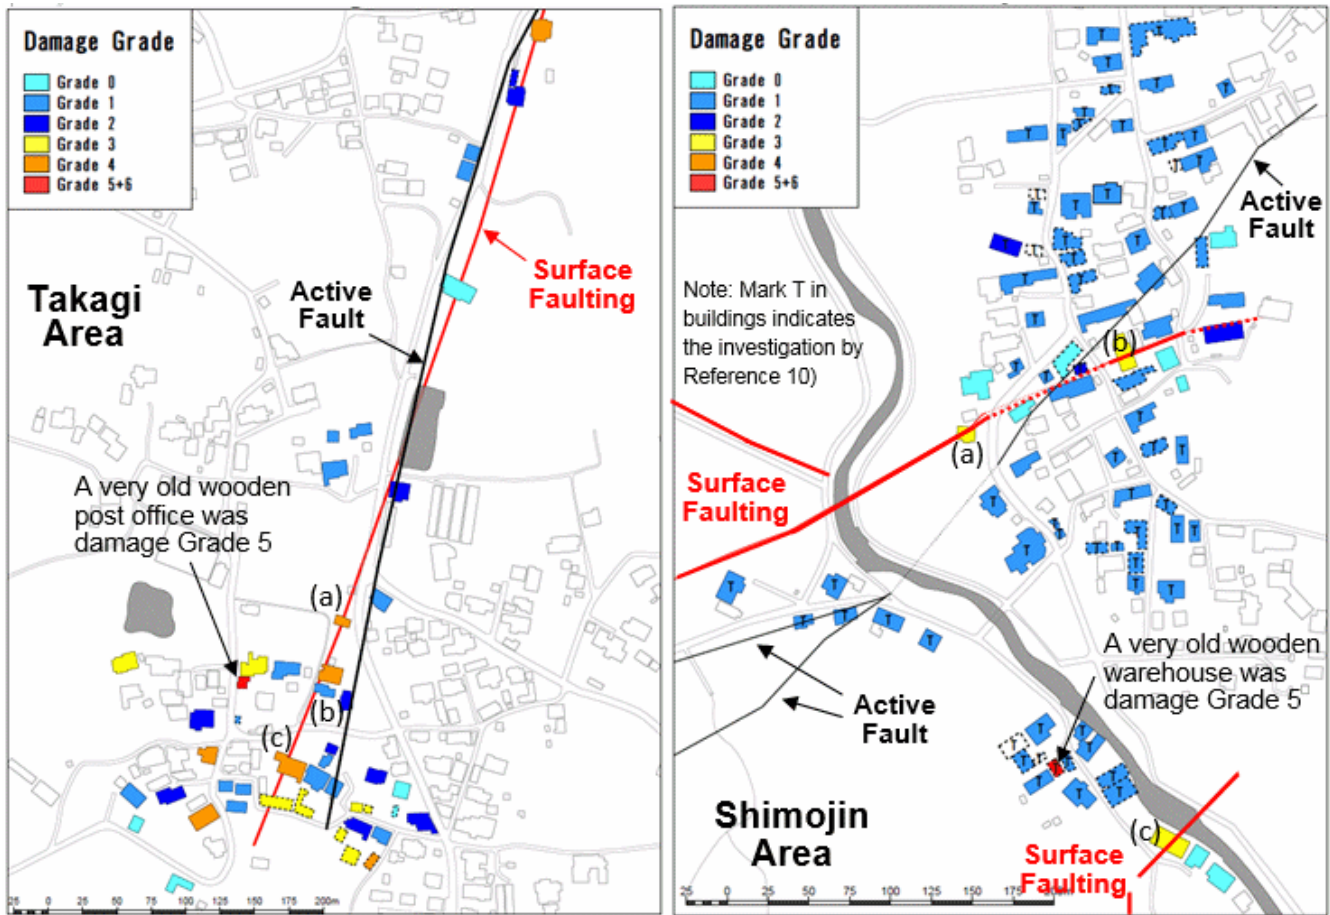 Damage Grade
Grade 0
Grade 1
Grade 2
Grade 3
Grade 4
Grade 5+6
Takagi
Area
Active
Fault
Surface
Faulting
A very old wooden
post office was
damage Grade 5
(a)
(b)
(c)
25 0 25 50 75 100 125 150 175 200m
Damage Grade
Grade 0
Grade 1
Grade 2
Grade 3
Grade 4
Grade 5+6
Active
Fault
Note: Mark T in
buildings indicates
the investigation by
Reference 10)
(b)
(a)
Surface
Faulting
A very old wooden
warehouse was
damage Grade 5
Active
Fault
Shimojin
Area
(c)
Surface
Faulting
25 0 25 50 75 100 125 150 175 200m